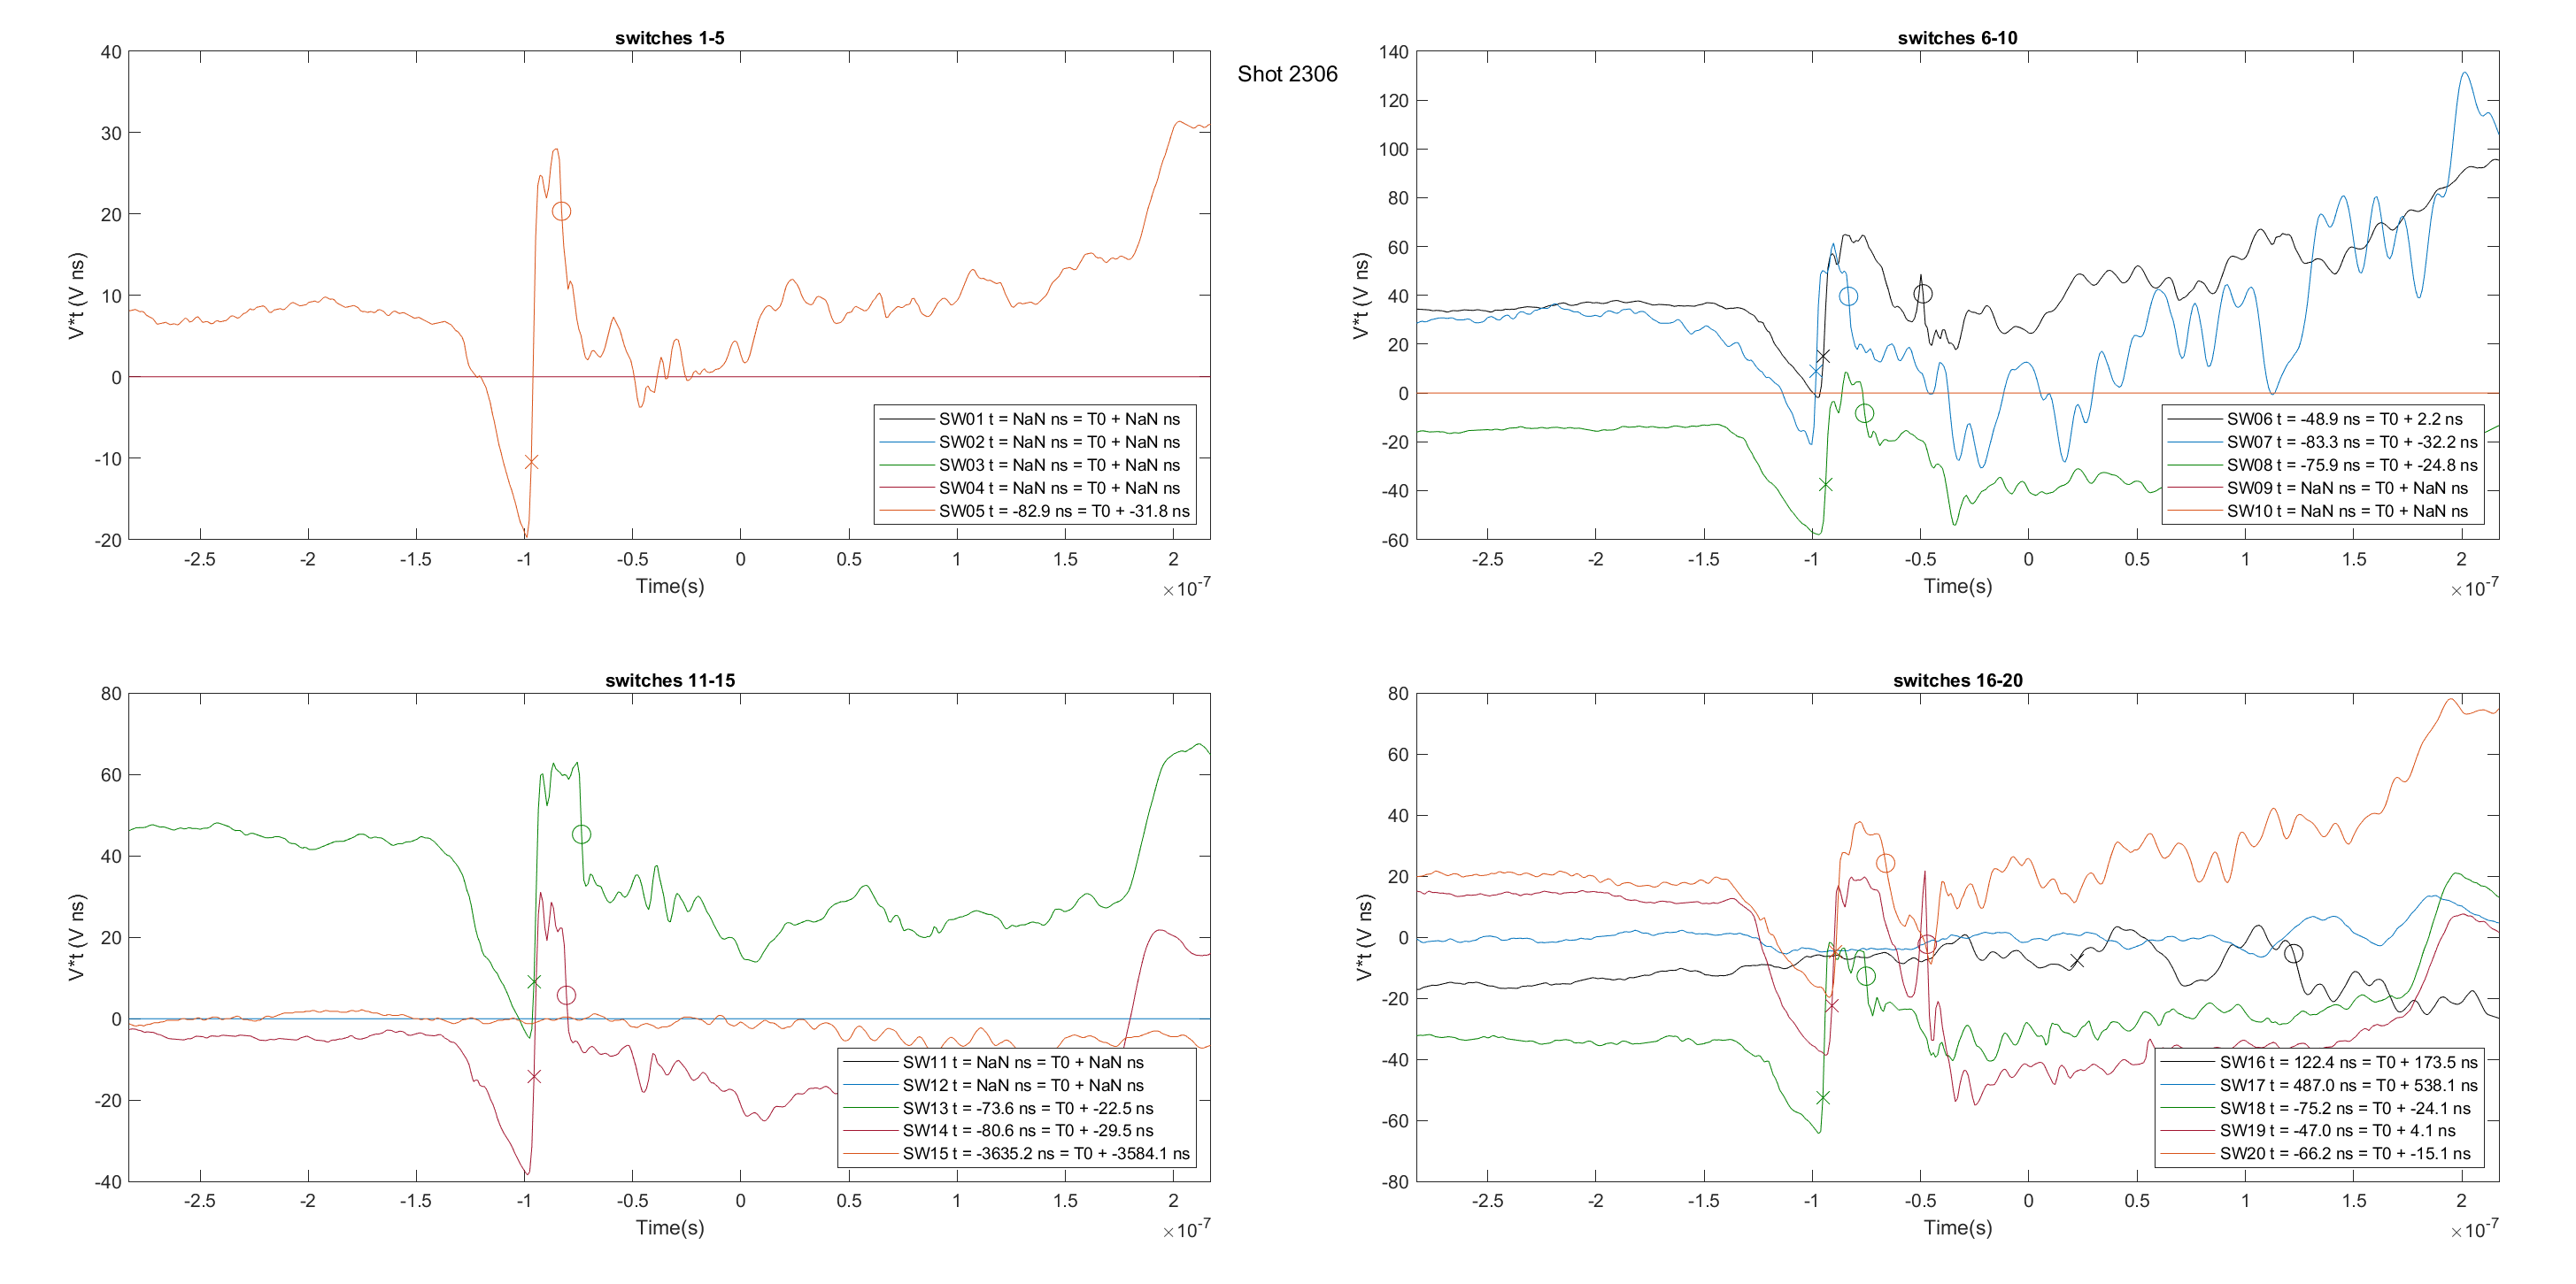 Shot 2306
switches 1-5
40
30
20
10
0
-10
-20
V*t (V ns)
-2.5 -2 -1.5 -1 -0.5 0 0.5 1 1.5 2
Time(s)
×10-7
SW01 t = NaN ns = T0 + NaN ns
SW02 t = NaN ns = T0 + NaN ns
SW03 t = NaN ns = T0 + NaN ns
SW04 t = NaN ns = T0 + NaN ns
SW05 t = -82.9 ns = T0 + -31.8 ns
switches 6-10
140
120
100
80
60
40
20
0
-20
-40
-60
V*t (V ns)
-2.5 -2 -1.5 -1 -0.5 0 0.5 1 1.5 2
Time(s)
×10-7
SW06 t = -48.9 ns = T0 + 2.2 ns
SW07 t = -83.3 ns = T0 + -32.2 ns
SW08 t = -75.9 ns = T0 + -24.8 ns
SW09 t = NaN ns = T0 + NaN ns
SW10 t = NaN ns = T0 + NaN ns
switches 11-15
80
60
40
20
0
-20
-40
V*t (V ns)
-2.5 -2 -1.5 -1 -0.5 0 0.5 1 1.5 2
Time(s)
×10-7
SW11 t = NaN ns = T0 + NaN ns
SW12 t = NaN ns = T0 + NaN ns
SW13 t = -73.6 ns = T0 + -22.5 ns
SW14 t = -80.6 ns = T0 + -29.5 ns
SW15 t = -3635.2 ns = T0 + -3584.1 ns
switches 16-20
80
60
40
20
0
-20
-40
-60
-80
V*t (V ns)
-2.5 -2 -1.5 -1 -0.5 0 0.5 1 1.5 2
Time(s)
×10-7
SW16 t = 122.4 ns = T0 + 173.5 ns
SW17 t = 487.0 ns = T0 + 538.1 ns
SW18 t = -75.2 ns = T0 + -24.1 ns
SW19 t = -47.0 ns = T0 + 4.1 ns
SW20 t = -66.2 ns = T0 + -15.1 ns